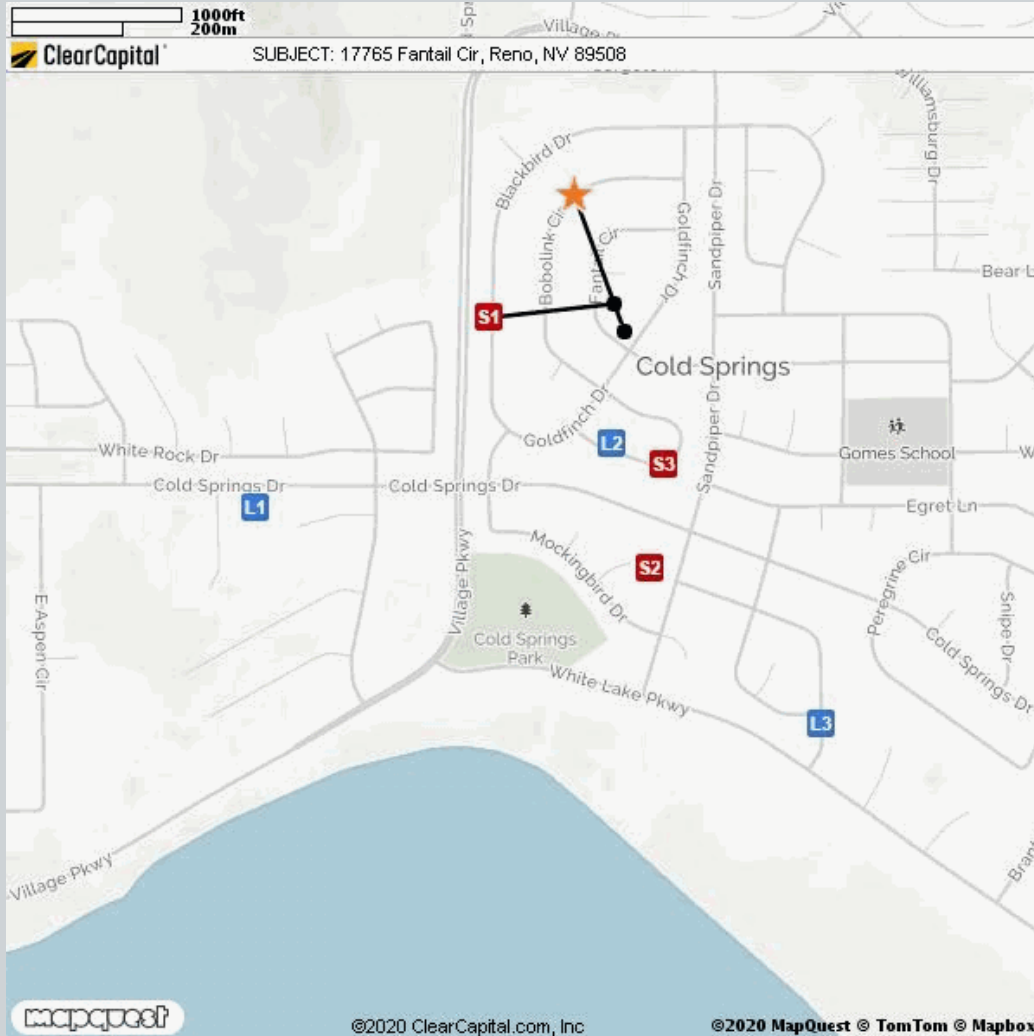 1000ft
200m
ClearCapital
SUBJECT: 17765 Fantail Cir, Reno, NV 89508
Williamsburg Dr
Blackbird Dr
Bobolink Cir
Fantail Cir
Goldfinch Dr
Sandpiper Dr
Bear L
S1
Cold Springs
Goldfinch Dr
Sandpiper Dr
L2
S3
Gomes School
White Rock Dr
W
Cold Springs Dr
Cold Springs Dr
L1
Egret Ln
Mockingbird Dr
S2
Village Pkwy
Peregrine Cir
Snipe Dr
E Aspen Cir
Cold Springs
Park
White Lake Pkwy
Cold Springs Dr
L3
Village Pkwy
Brant
mapquest
©2020 ClearCapital.com, Inc
©2020 MapQuest © TomTom © Mapbox